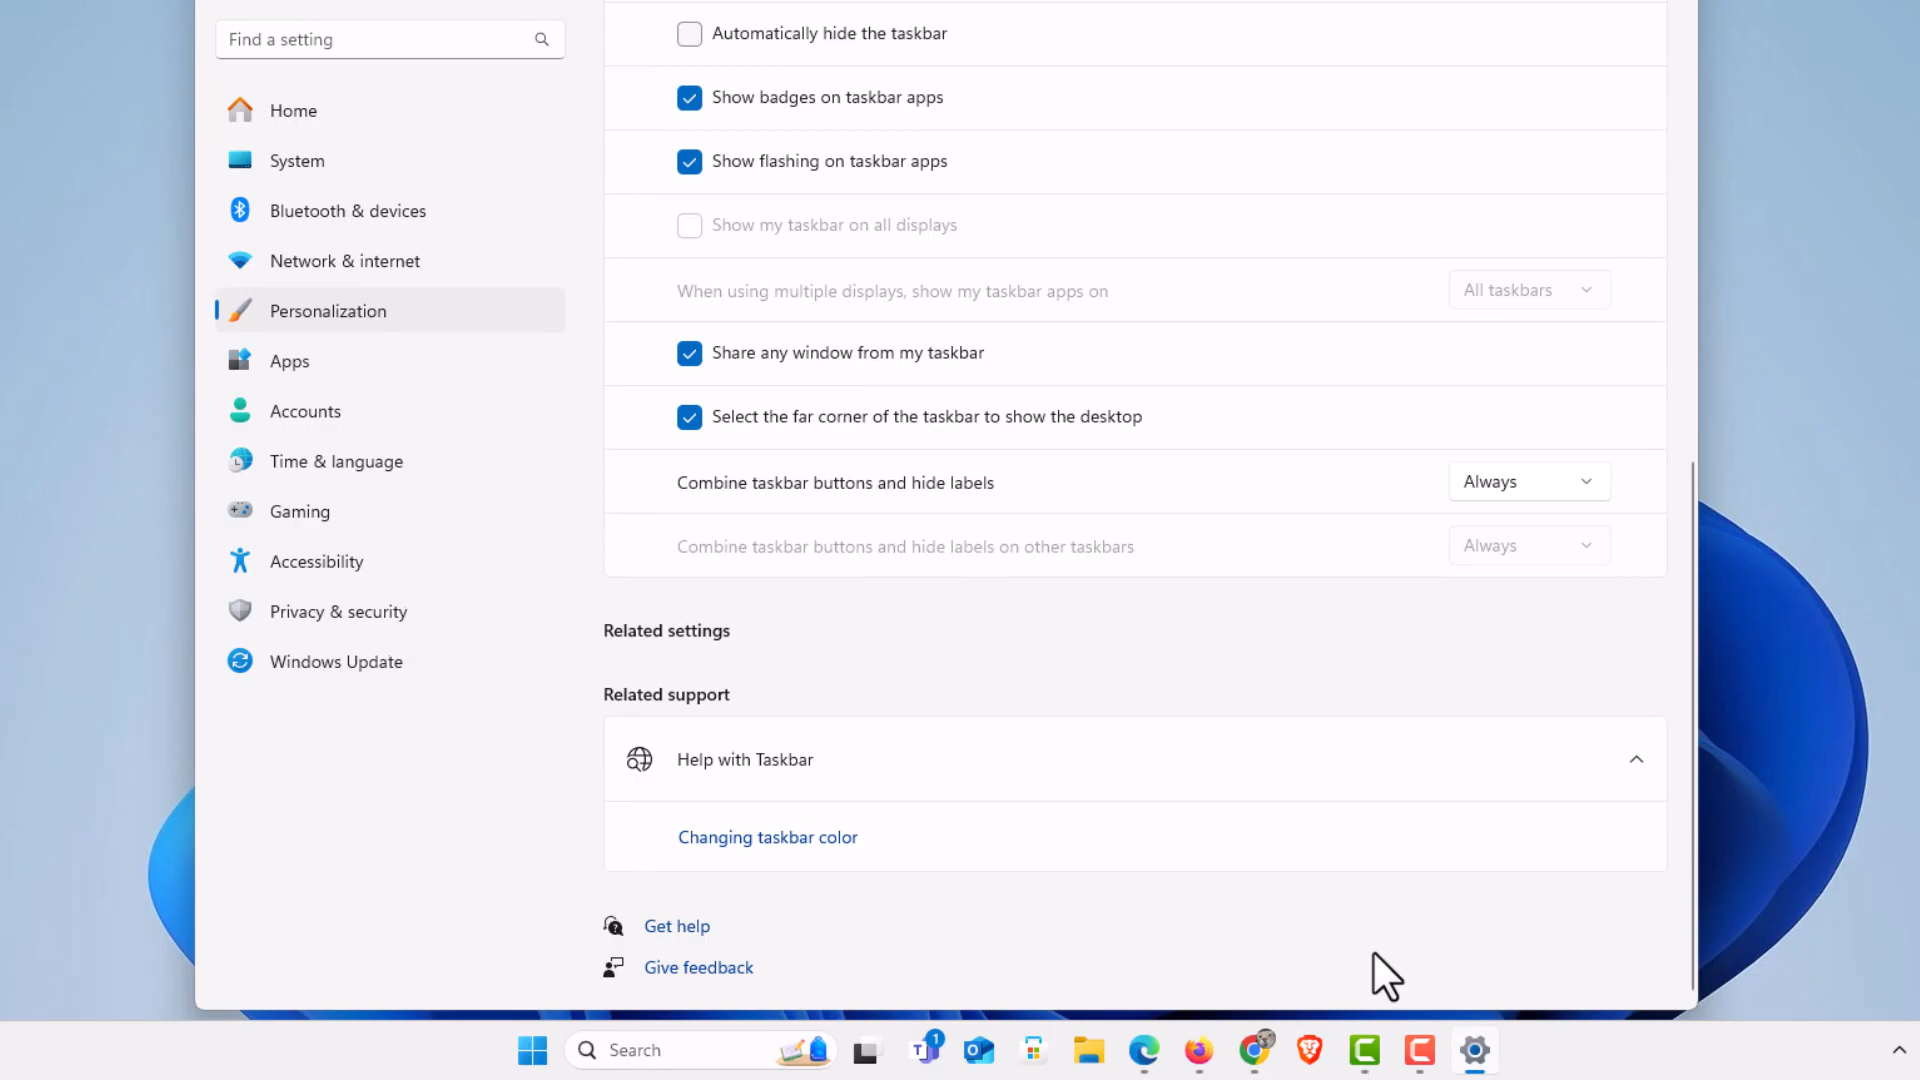 Find a setting
Home
System
Bluetooth & devices
Network & internet
Personalization
Apps
Accounts
Time & language
Gaming
Accessibility
Privacy & security
Windows Update
Automatically hide the taskbar
Show badges on taskbar apps
Show flashing on taskbar apps
Show my taskbar on all displays
When using multiple displays, show my taskbar apps on
All taskbars
Share any window from my taskbar
Select the far corner of the taskbar to show the desktop
Combine taskbar buttons and hide labels
Always
Combine taskbar buttons and hide labels on other taskbars
Always
Related settings
Related support
Help with Taskbar
Changing taskbar color
Get help
Give feedback
Search
1